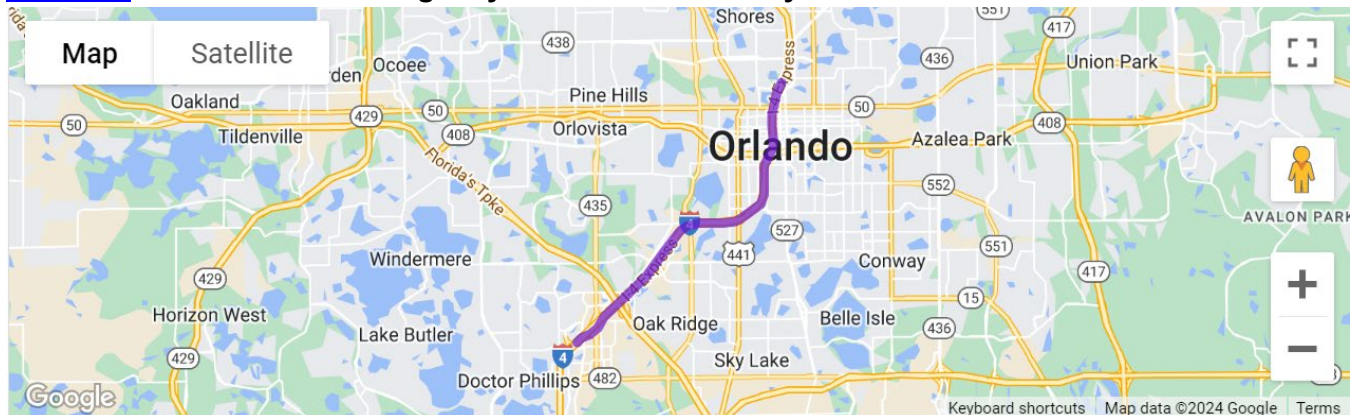 Shores
551
417
Map
Satellite
438
436
Union Park
Ocoee
Express
Oakland
Pine Hills
50
429
50
50
Tildenville
408
Orlovista
Orlando
Azalea Park
408
Florida's Tpke
552
435
4
527
AVALON PARK
441
551
Windermere
Conway
429
417
I-4 Express
15
Horizon West
Oak Ridge
Belle Isle
Lake Butler
436
429
4
Sky Lake
Doctor Phillips
482
Google
Keyboard shortcuts
Map data ©2024 Google
Terms